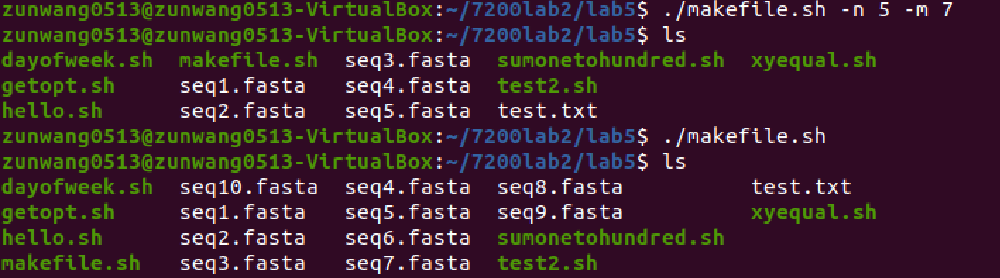 zunwang0513@zunwang0513-VirtualBox:~/7200lab2/lab5$ ./makefile.sh -n 5 -m 7
zunwang0513@zunwang0513-VirtualBox:~/7200lab2/lab5$ ls
dayofweek.sh  makefile.sh  seq3.fasta  sumonetohundred.sh  xyequal.sh
getopt.sh     seq1.fasta   seq4.fasta  test2.sh
hello.sh      seq2.fasta   seq5.fasta  test.txt
zunwang0513@zunwang0513-VirtualBox:~/7200lab2/lab5$ ./makefile.sh
zunwang0513@zunwang0513-VirtualBox:~/7200lab2/lab5$ ls
dayofweek.sh  seq10.fasta  seq4.fasta  seq8.fasta          test.txt
getopt.sh     seq1.fasta   seq5.fasta  seq9.fasta          xyequal.sh
hello.sh      seq2.fasta   seq6.fasta  sumonetohundred.sh
makefile.sh   seq3.fasta   seq7.fasta  test2.sh